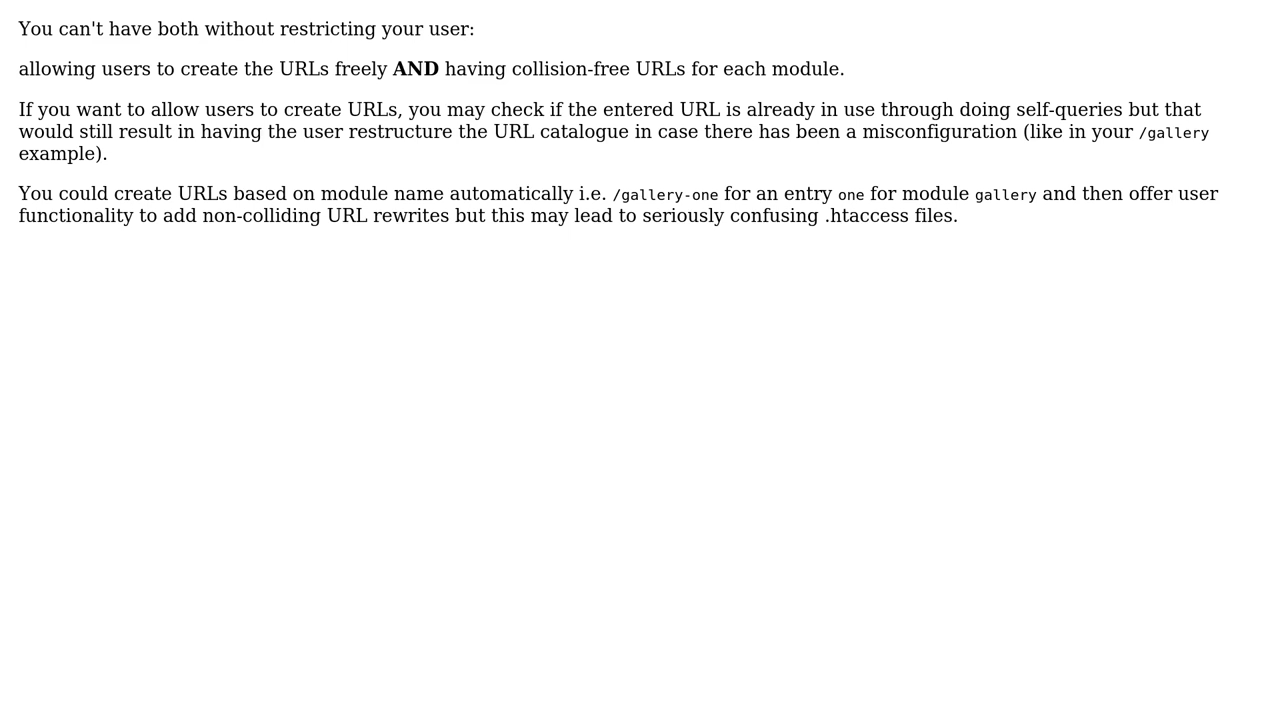 You can't have both without restricting your user:
allowing users to create the URLs freely AND having collision-free URLs for each module.
If you want to allow users to create URLs, you may check if the entered URL is already in use through doing self-queries but that
would still result in having the user restructure the URL catalogue in case there has been a misconfiguration (like in your /gallery
example).
You could create URLs based on module name automatically i.e. /gallery-one for an entry one for module gallery and then offer user
functionality to add non-colliding URL rewrites but this may lead to seriously confusing .htaccess files.